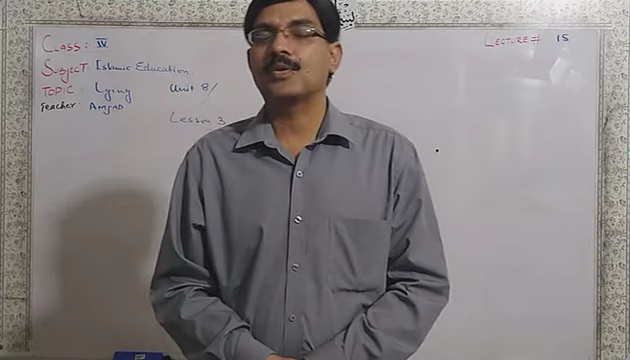 CLASS:- IV
LECTURE# 15
SUBJECT: Islamic Education
TOPIC: Lying Unit 8/
Teacher: AMJAD
Lesson 3